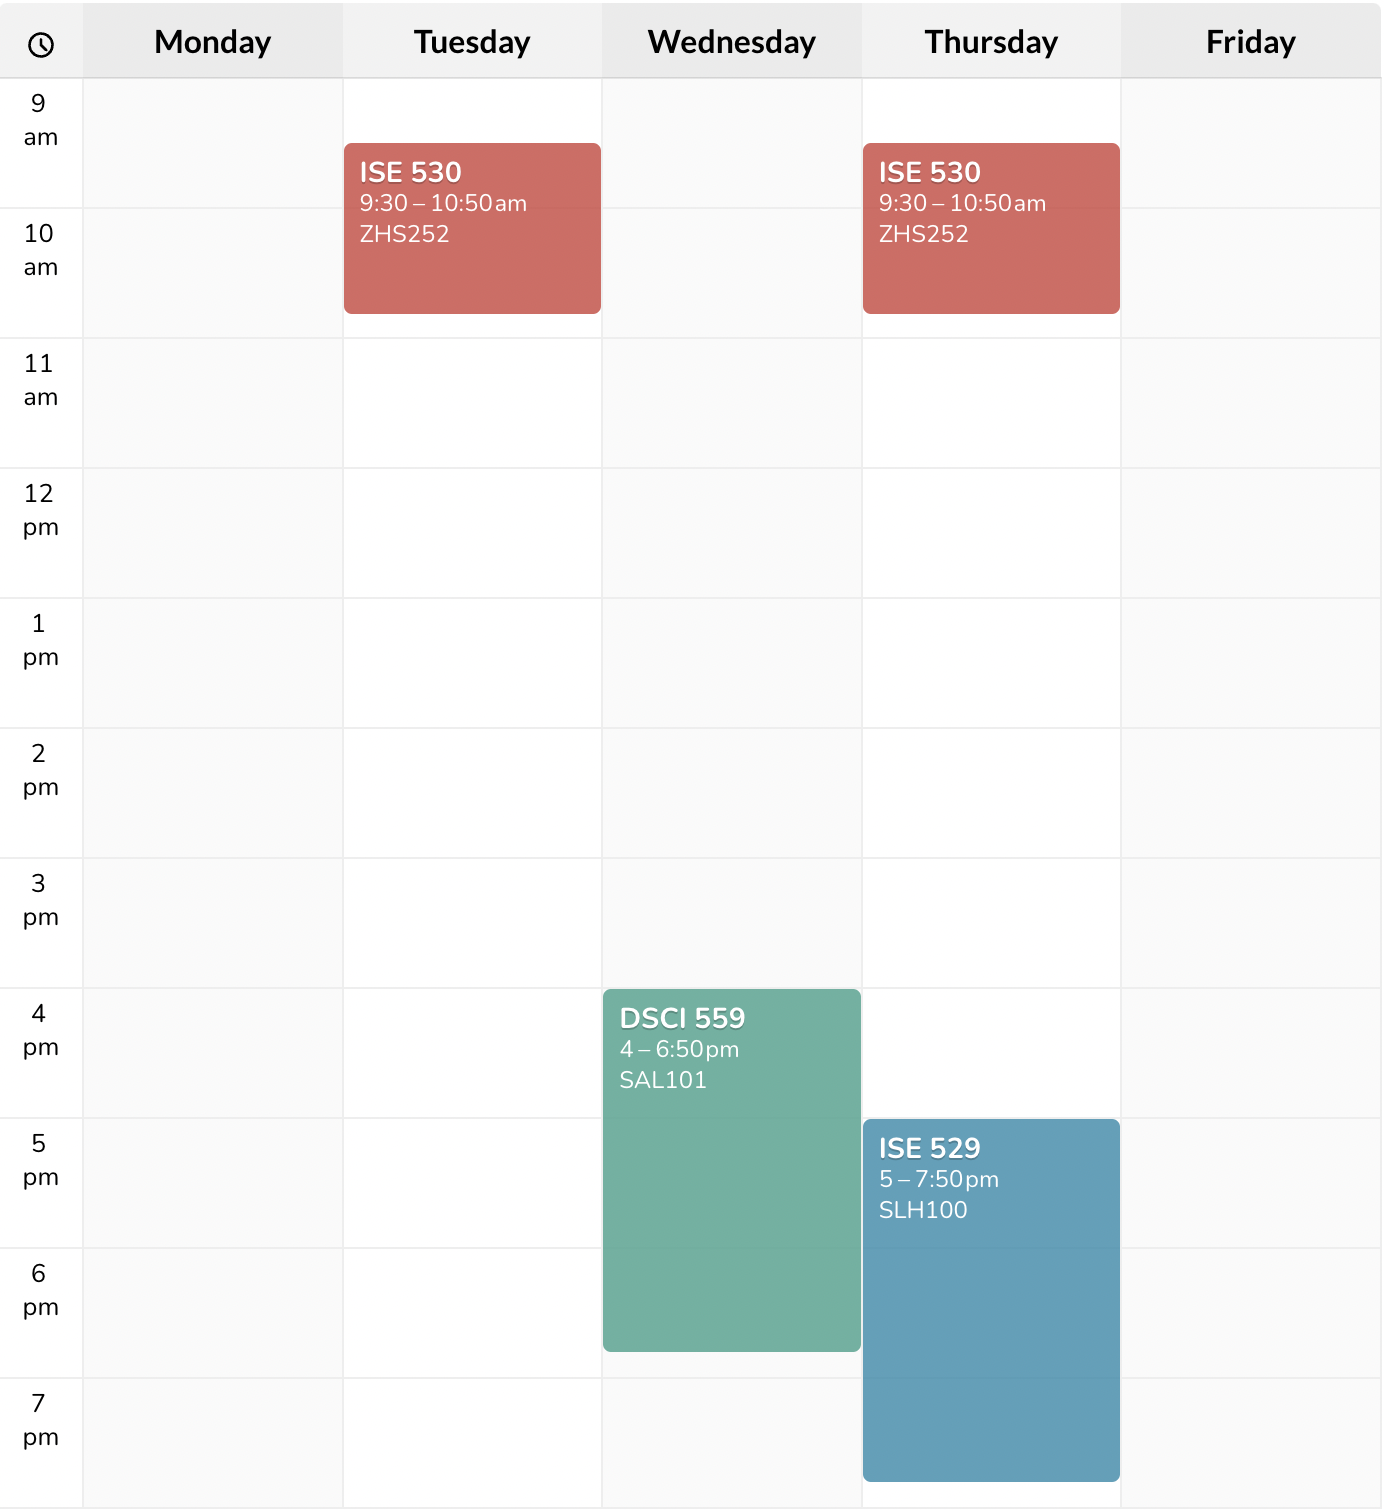 Monday
Tuesday
Wednesday
Thursday
Friday
9
am
ISE 530
9:30 – 10:50am
ZHS252
ISE 530
9:30 – 10:50am
ZHS252
10
am
11
am
12
pm
1
pm
2
pm
3
pm
4
pm
DSCI 559
4 – 6:50pm
SAL101
5
pm
ISE 529
5 – 7:50pm
SLH100
6
pm
7
pm